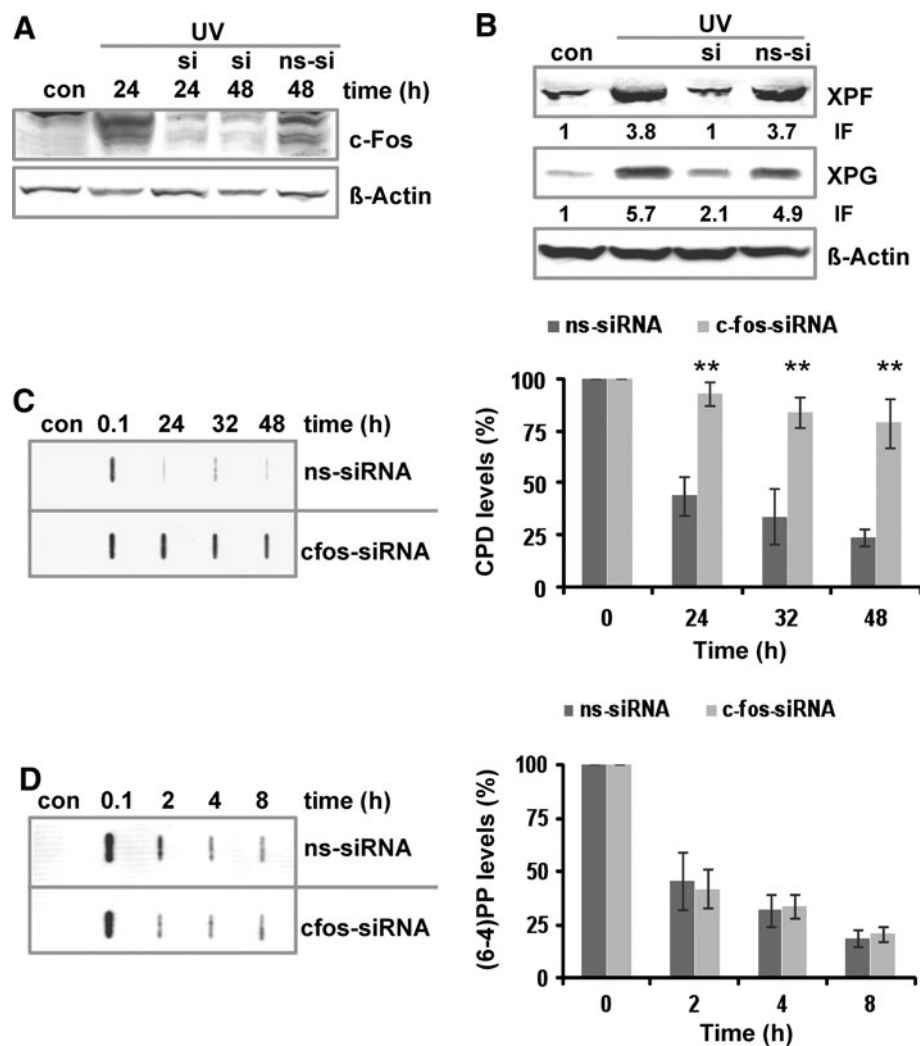 A
UV
si si ns-si
con 24 24 48 48 time (h)
c-Fos
ß-Actin
B
UV
con si ns-si
XPF
1 3.8 1 3.7 IF
XPG
1 5.7 2.1 4.9 IF
ß-Actin
C
con 0.1 24 32 48 time (h)
ns-siRNA
cfos-siRNA
ns-siRNA c-fos-siRNA
CPD levels (%)
100
75
50
25
0
** ** **
0 24 32 48
Time (h)
D
con 0.1 2 4 8 time (h)
ns-siRNA
cfos-siRNA
ns-siRNA c-fos-siRNA
(6-4)PP levels (%)
100
75
50
25
0
0 2 4 8
Time (h)